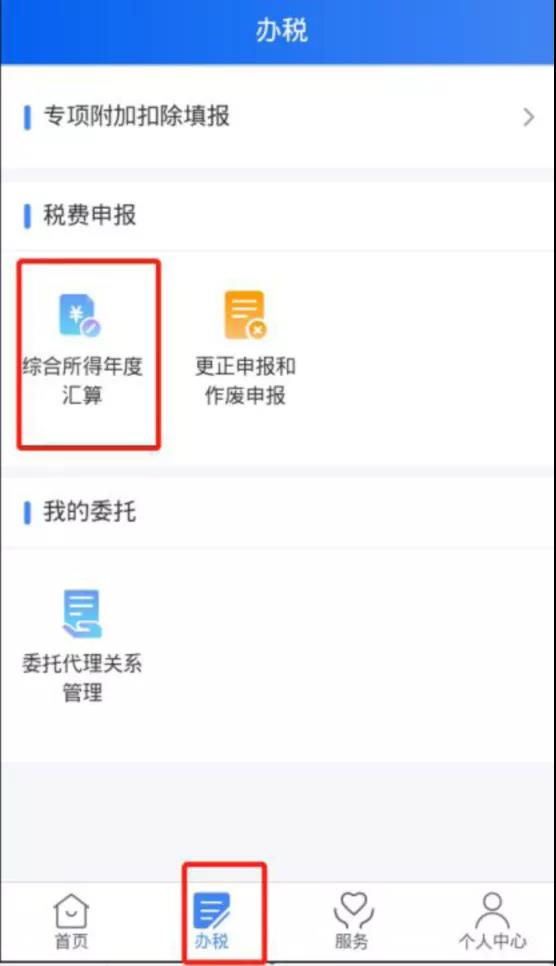 办税
专项附加扣除填报
税费申报
综合所得年度
汇算
更正申报和
作废申报
我的委托
委托代理关系
管理
首页
办税
服务
个人中心